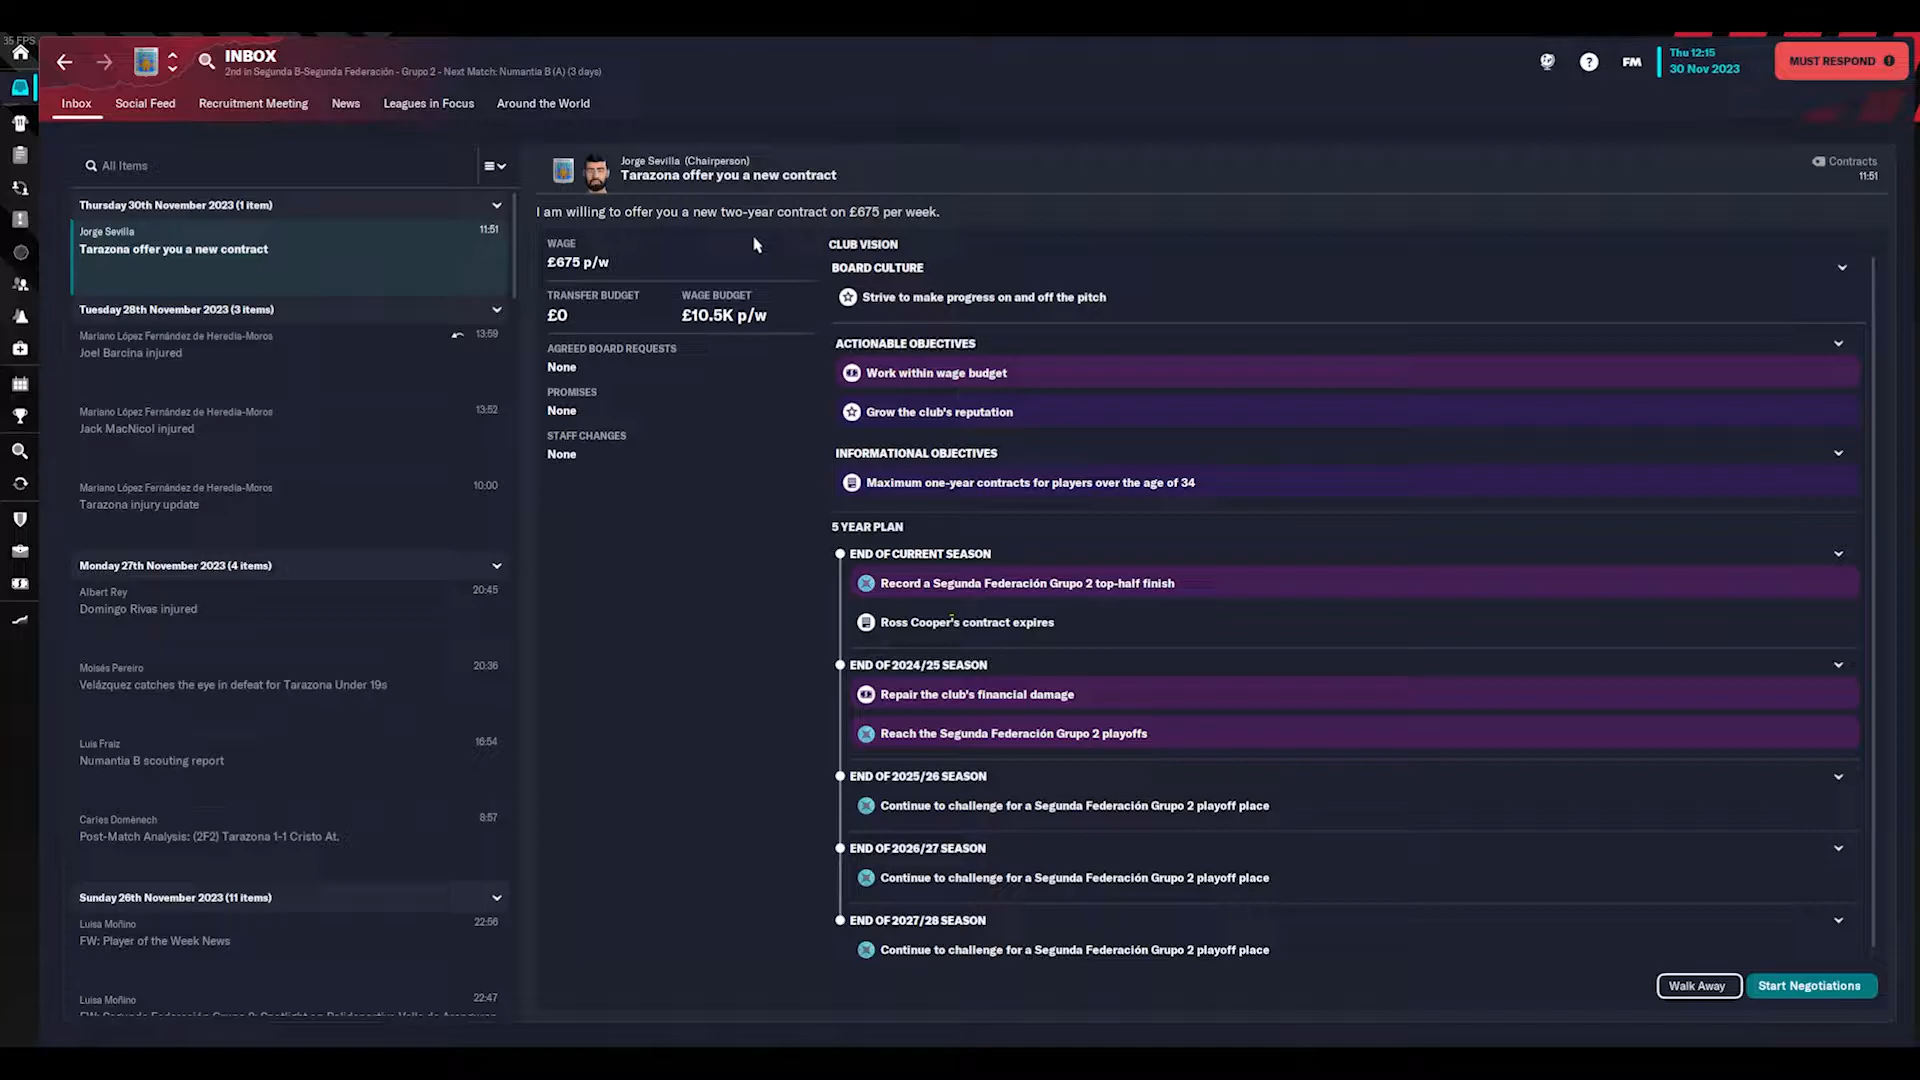 35 FPS
INBOX
2nd in Segunda B-Segunda Federación - Grupo 2 - Next Match: Numantia B (A) (3 days)
FM
Thu 12:15
30 Nov 2023
MUST RESPOND
Inbox
Social Feed
Recruitment Meeting
News
Leagues in Focus
Around the World
All Items
Thursday 30th November 2023 (1 item)
Jorge Sevilla
11:51
Tarazona offer you a new contract
Tuesday 28th November 2023 (3 items)
Mariano López Fernández de Heredia-Moros
13:59
Joel Barcina injured
Mariano López Fernández de Heredia-Moros
13:52
Jack MacNicol injured
Mariano López Fernández de Heredia-Moros
10:00
Tarazona injury update
Monday 27th November 2023 (4 items)
Albert Rey
20:45
Domingo Rivas injured
Moisés Pereiro
20:36
Velázquez catches the eye in defeat for Tarazona Under 19s
Luis Fraiz
16:54
Numantia B scouting report
Carles Domènech
8:57
Post-Match Analysis: (2F2) Tarazona 1-1 Cristo At.
Sunday 26th November 2023 (11 items)
Luisa Moñino
22:56
FW: Player of the Week News
Luisa Moñino
22:47
Jorge Sevilla (Chairperson)
Tarazona offer you a new contract
Contracts
11:51
I am willing to offer you a new two-year contract on £675 per week.
WAGE
£675 p/w
TRANSFER BUDGET
£0
WAGE BUDGET
£10.5K p/w
AGREED BOARD REQUESTS
None
PROMISES
None
STAFF CHANGES
None
CLUB VISION
BOARD CULTURE
Strive to make progress on and off the pitch
ACTIONABLE OBJECTIVES
Work within wage budget
Grow the club's reputation
INFORMATIONAL OBJECTIVES
Maximum one-year contracts for players over the age of 34
5 YEAR PLAN
END OF CURRENT SEASON
Record a Segunda Federación Grupo 2 top-half finish
Ross Cooper's contract expires
END OF 2024/25 SEASON
Repair the club's financial damage
Reach the Segunda Federación Grupo 2 playoffs
END OF 2025/26 SEASON
Continue to challenge for a Segunda Federación Grupo 2 playoff place
END OF 2026/27 SEASON
Continue to challenge for a Segunda Federación Grupo 2 playoff place
END OF 2027/28 SEASON
Continue to challenge for a Segunda Federación Grupo 2 playoff place
Walk Away
Start Negotiations